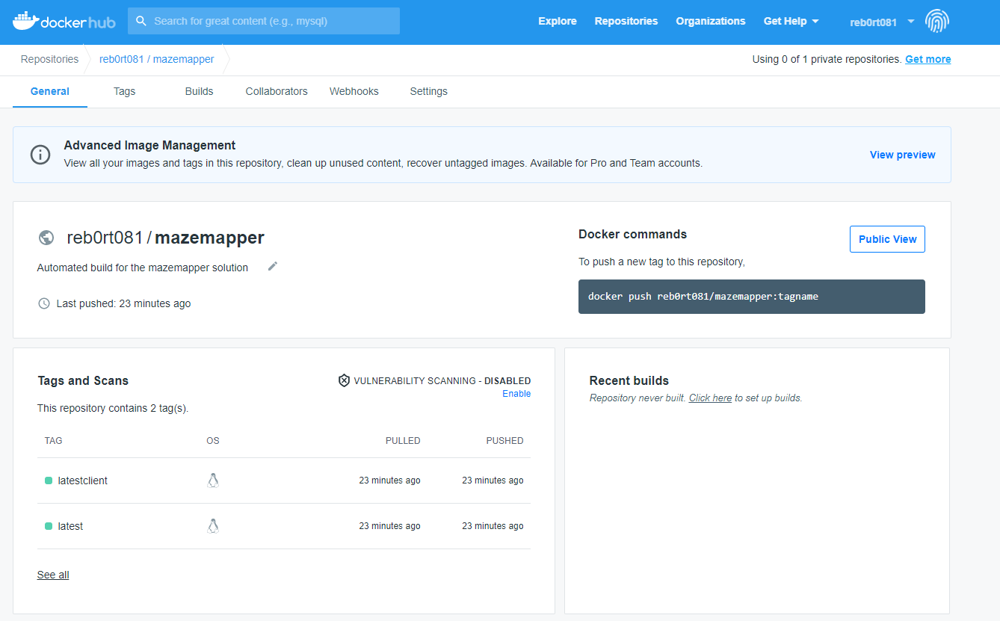 docker hub
Search for great content (e.g., mysql)
Explore
Repositories
Organizations
Get Help
reb0rt081
Repositories
reb0rt081 / mazemapper
Using 0 of 1 private repositories. Get more
General
Tags
Builds
Collaborators
Webhooks
Settings
Advanced Image Management
View all your images and tags in this repository, clean up unused content, recover untagged images. Available for Pro and Team accounts.
View preview
reb0rt081 / mazemapper
Automated build for the mazemapper solution
Last pushed: 23 minutes ago
Docker commands
Public View
To push a new tag to this repository,
docker push reb0rt081/mazemapper:tagname
Tags and Scans
VULNERABILITY SCANNING - DISABLED
Enable
This repository contains 2 tag(s).
TAG OS PULLED PUSHED
latestclient 23 minutes ago 23 minutes ago
latest 23 minutes ago 23 minutes ago
See all
Recent builds
Repository never built. Click here to set up builds.